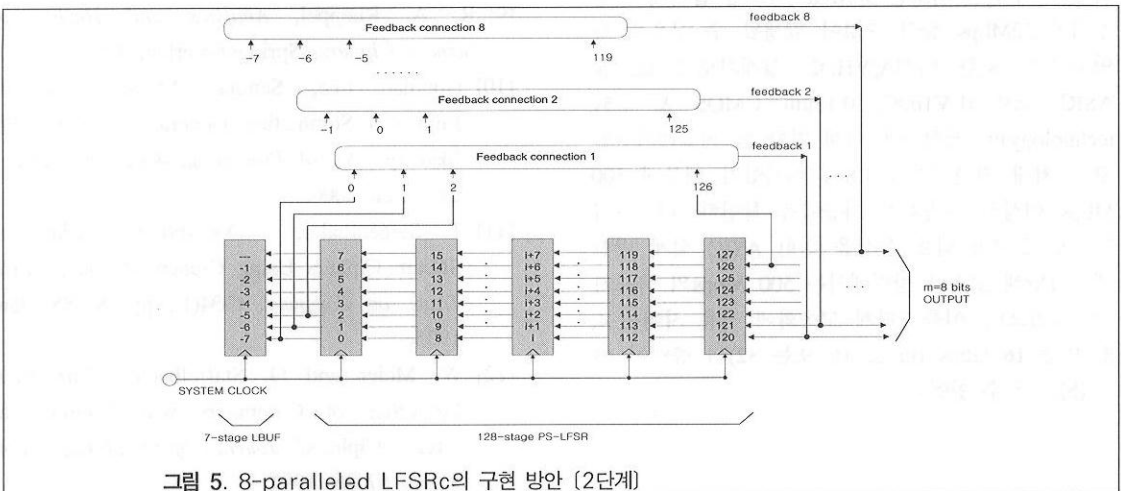 Feedback connection 8
feedback 8
-7 -6 -5 119
. . . . . .
Feedback connection 2
feedback 2
-1 0 1 125
Feedback connection 1
feedback 1
0 1 2 126
. . .
--- 7 15 i+7 119 127
-1 6 14 i+6 118 126
-2 5 13 i+5 117 125
-3 4 12 i+4 116 124
-4 3 11 i+3 115 123
-5 2 10 i+2 114 122
-6 1 9 i+1 113 121
-7 0 8 i 112 120
m=8 bits
OUTPUT
SYSTEM CLOCK
7-stage LBUF
128-stage PS-LFSR
그림 5. 8-paralleled LFSRc의 구현 방안 [2단계]